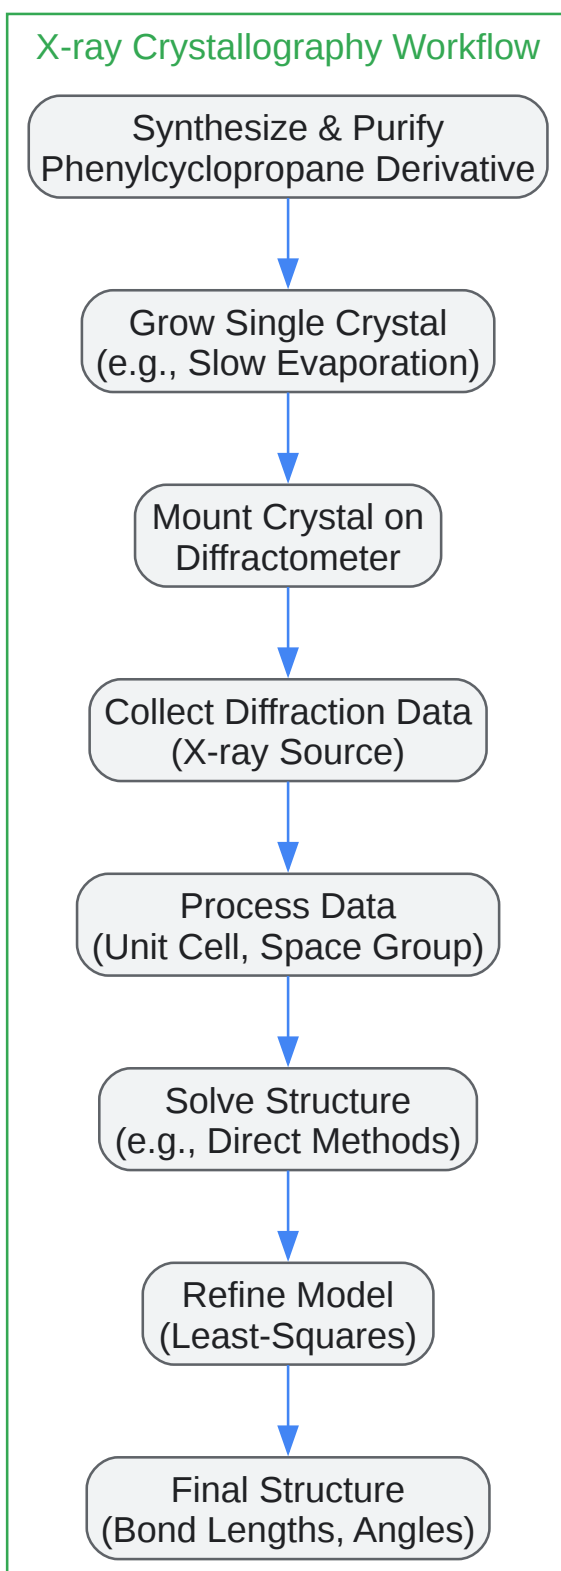 X-ray Crystallography Workflow
Synthesize & Purify
Phenylcyclopropane Derivative
Grow Single Crystal
(e.g., Slow Evaporation)
Mount Crystal on
Diffractometer
Collect Diffraction Data
(X-ray Source)
Process Data
(Unit Cell, Space Group)
Solve Structure
(e.g., Direct Methods)
Refine Model
(Least-Squares)
Final Structure
(Bond Lengths, Angles)